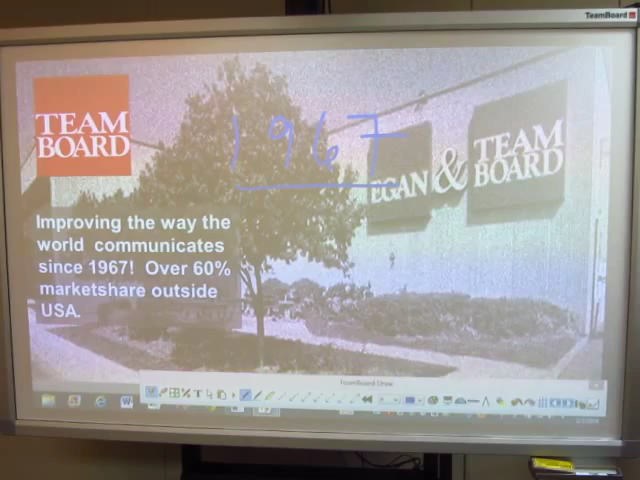 TeamBoard
1967
TEAM
BOARD
EGAN & TEAM
BOARD
Improving the way the
world communicates
since 1967! Over 60%
marketshare outside
USA.
TeamBoard Draw